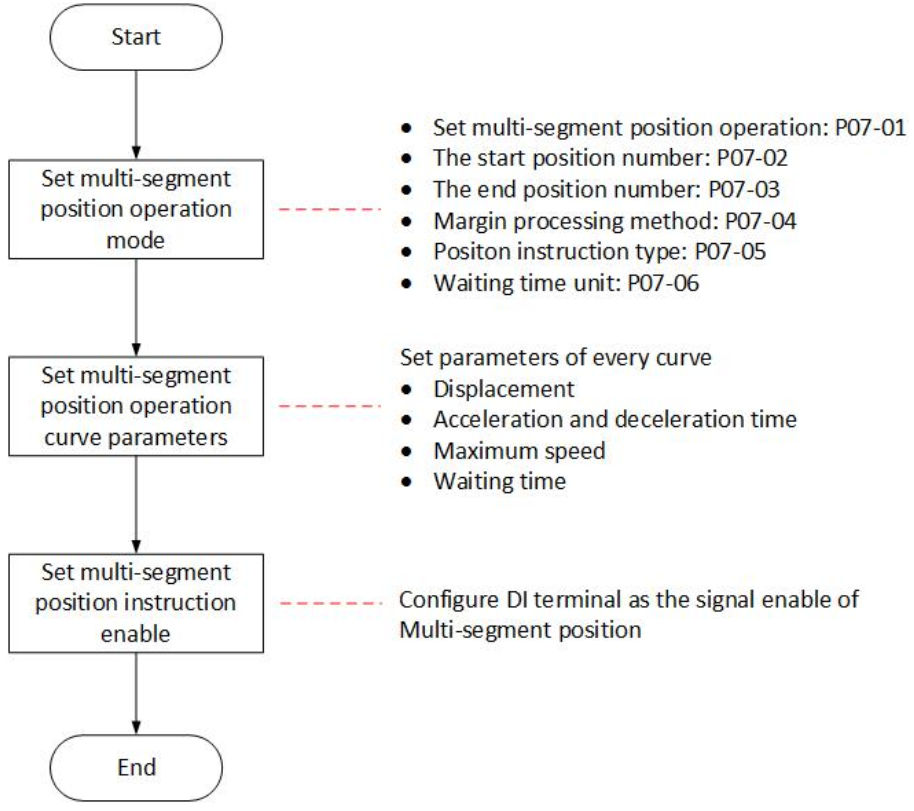 Start
Set multi-segment
position operation
mode
● Set multi-segment position operation: P07-01
● The start position number: P07-02
● The end position number: P07-03
● Margin processing method: P07-04
● Positon instruction type: P07-05
● Waiting time unit: P07-06
Set multi-segment
position operation
curve parameters
Set parameters of every curve
● Displacement
● Acceleration and deceleration time
● Maximum speed
● Waiting time
Set multi-segment
position instruction
enable
Configure DI terminal as the signal enable of
Multi-segment position
End